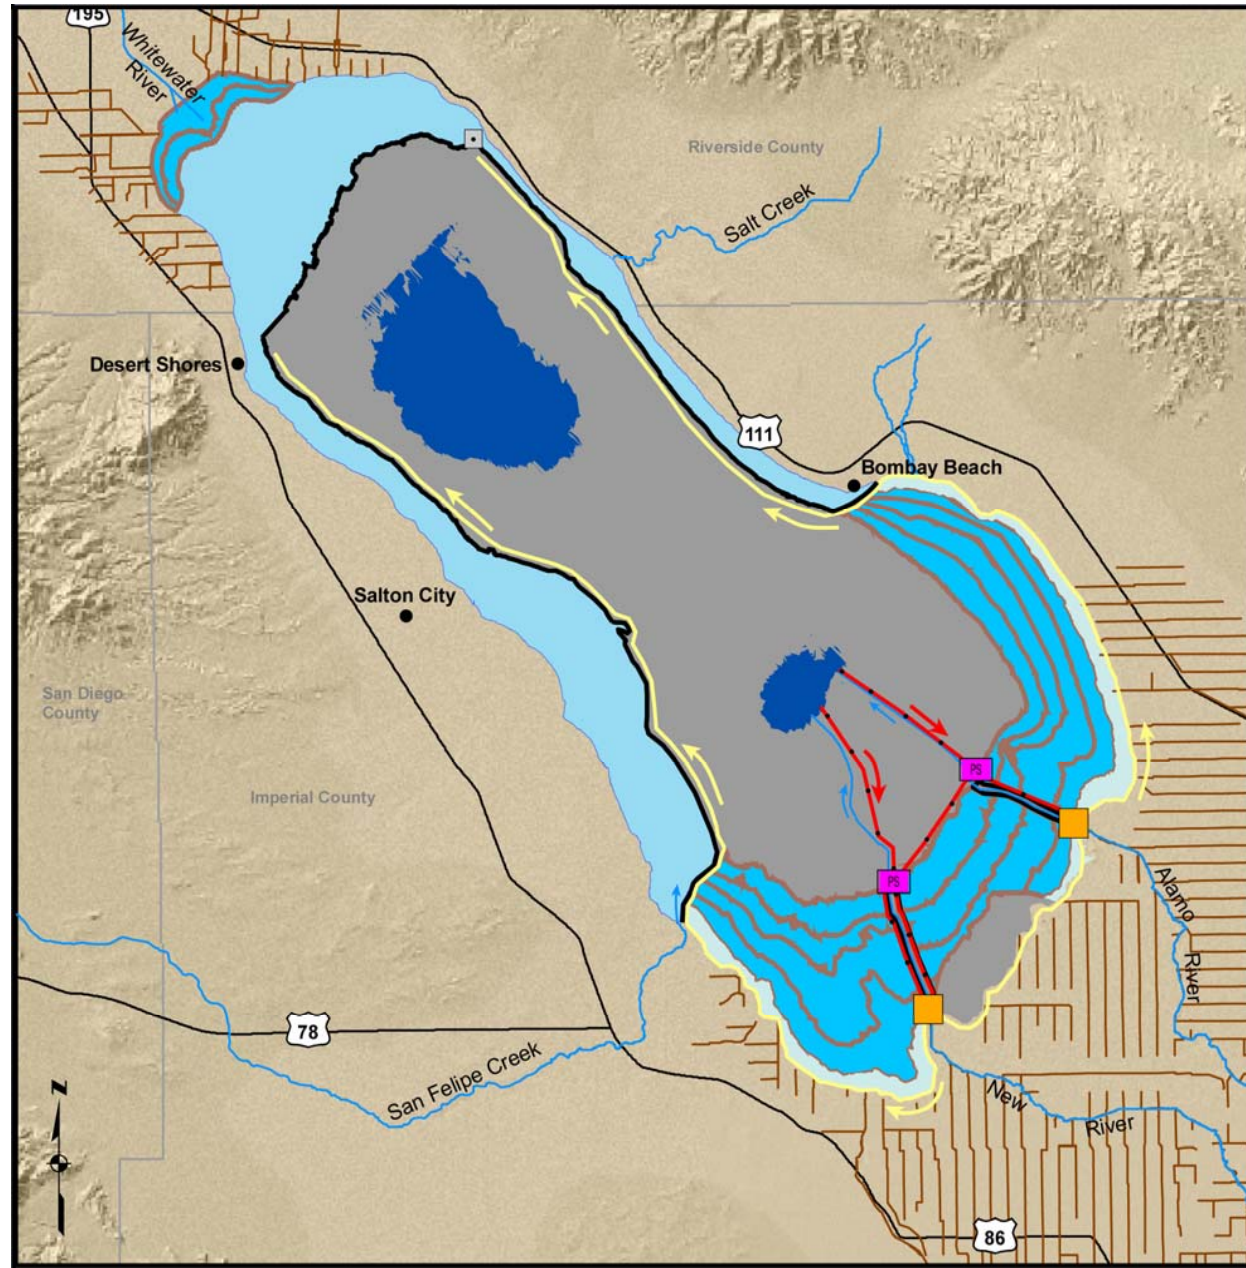 195
Whitewater
River
Riverside County
Salt Creek
Desert Shores
111
Bombay Beach
Salton City
San Diego
County
Imperial County
PS
PS
Alamo
River
78
San Felipe Creek
New
River
N
86